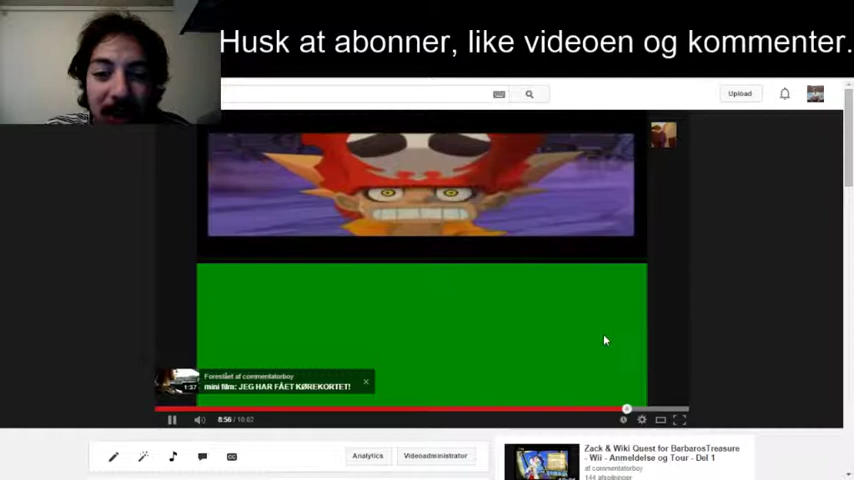 Husk at abonner, like videoen og kommenter.
Upload
Foreslået af commentatorboy
mini film: JEG HAR FÅET KØREKORTET!
1:37
8:56 / 10:02
Analytics
Videoadministrator
Zack & Wiki Quest for BarbarosTreasure
- Wii - Anmeldelse og Tour - Del 1
af commentatorboy
144 afspilninger